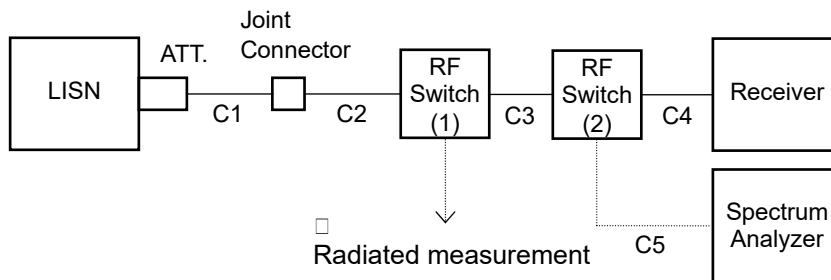 Joint
Connector
ATT.
LISN
C1
C2
RF
Switch
(1)
C3
RF
Switch
(2)
C4
Receiver
□
Radiated measurement
C5
Spectrum
Analyzer